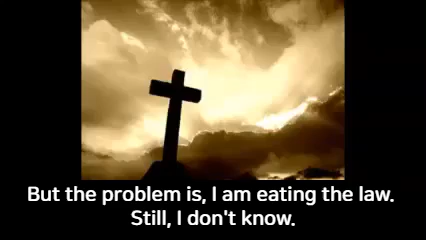 But the problem is, I am eating the law.
Still, I don't know.